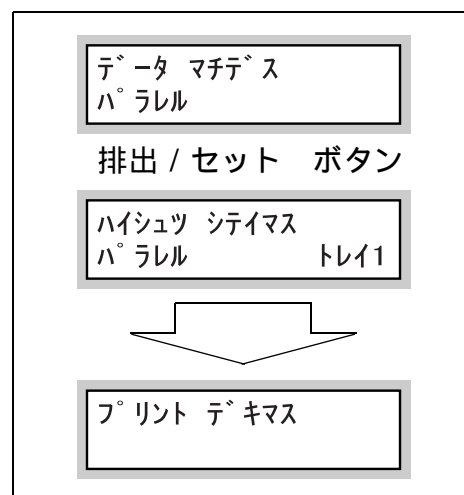 データ マチデス
パラレル
排出 / セット　ボタン
ハイシュツ シテイマス
パラレル　　　　トレイ1
プリント デキマス